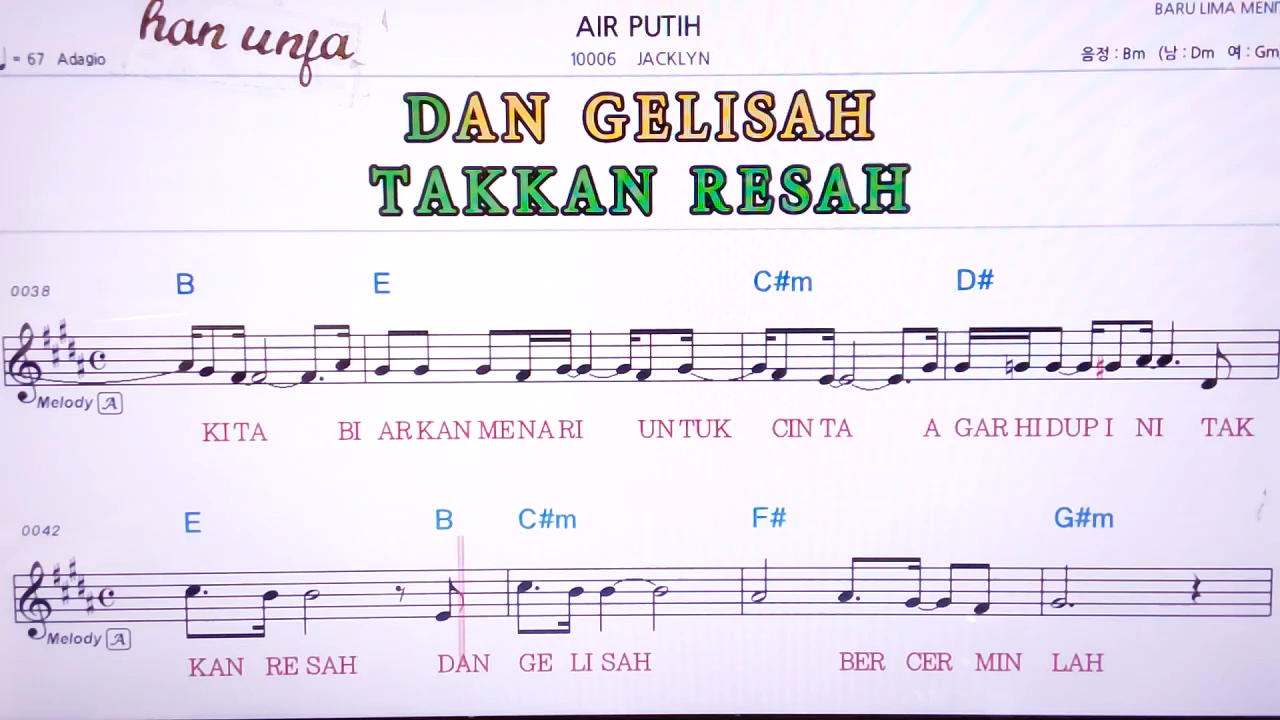 han unfa
BARU LIMA MENI
AIR PUTIH
= 67 Adagio
10006 JACKLYN
음정 : Bm (남 : Dm 여 : Gm
DAN GELISAH
TAKKAN RESAH
0038
B E C#m D#
Melody A
KI TA BI AR KAN ME NA RI UN TUK CIN TA A GAR HI DUP I NI TAK
0042
E B C#m F# G#m
Melody A
KAN RE SAH DAN GE LI SAH BER CER MIN LAH